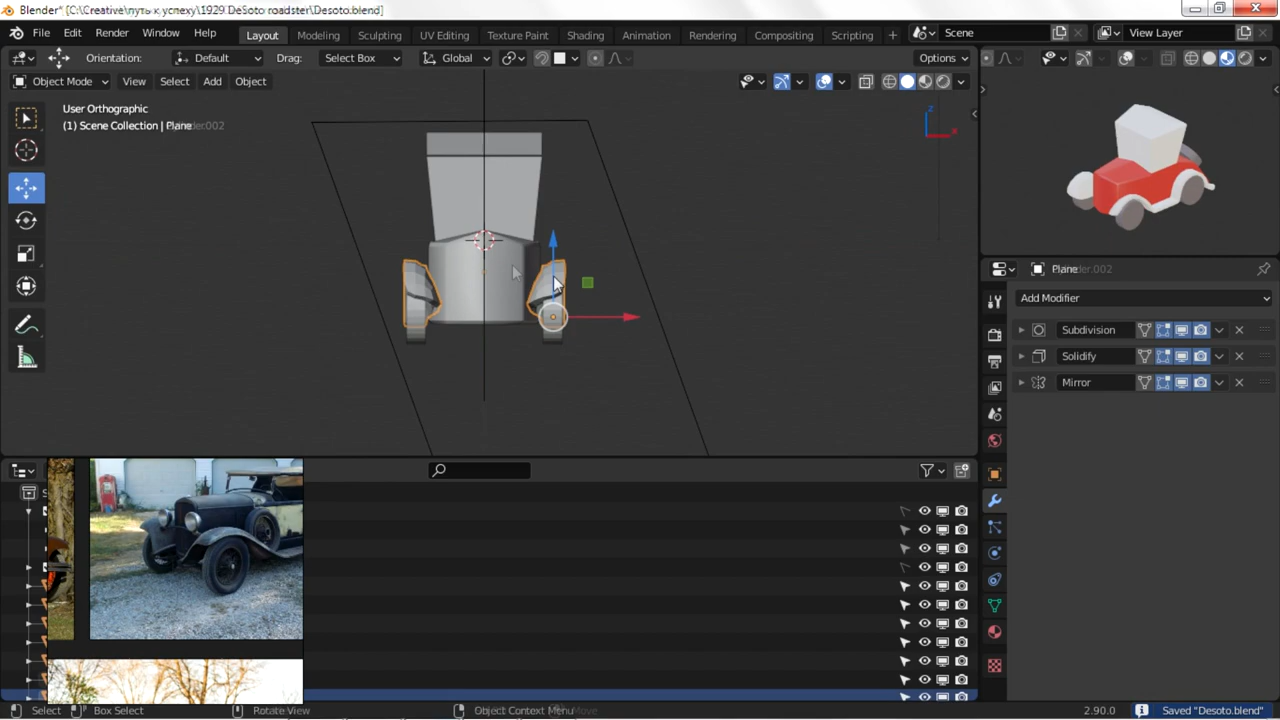 Blender* [C:\Creative\путь к успеху\1929 DeSoto roadster\Desoto.blend]
File Edit Render Window Help Layout Modeling Sculpting UV Editing Texture Paint Shading Animation Rendering Compositing Scripting + Scene View Layer
Orientation: Default Drag: Select Box Global Options
Object Mode View Select Add Object
User Orthographic
(1) Scene Collection | Plane
z
x
Plane
Add Modifier
Subdivision
Solidify
Mirror
Select Box Select Rotate View Object Context Menu 2.90.0 Saved "Desoto.blend"